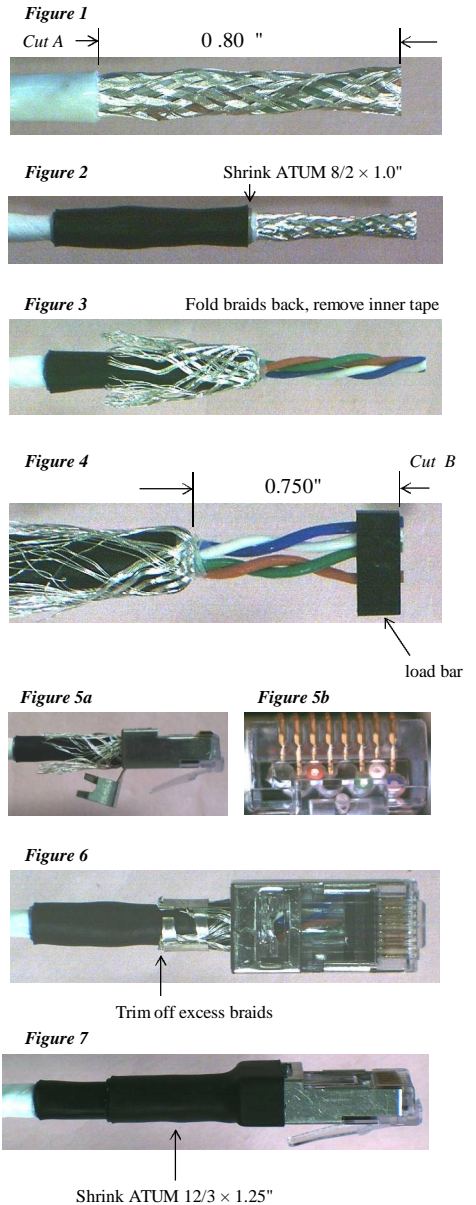 Figure 1
Cut A
0 .80 "
Figure 2
Shrink ATUM 8/2 × 1.0"
Figure 3
Fold braids back, remove inner tape
Figure 4
Cut B
0.750"
load bar
Figure 5a
Figure 5b
Figure 6
Trim off excess braids
Figure 7
Shrink ATUM 12/3 × 1.25"